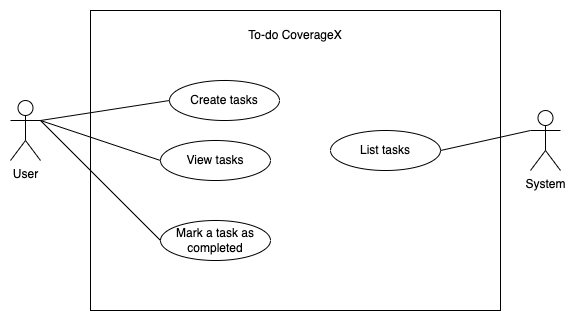 To-do CoverageX
Create tasks
View tasks
List tasks
User
System
Mark a task as
completed